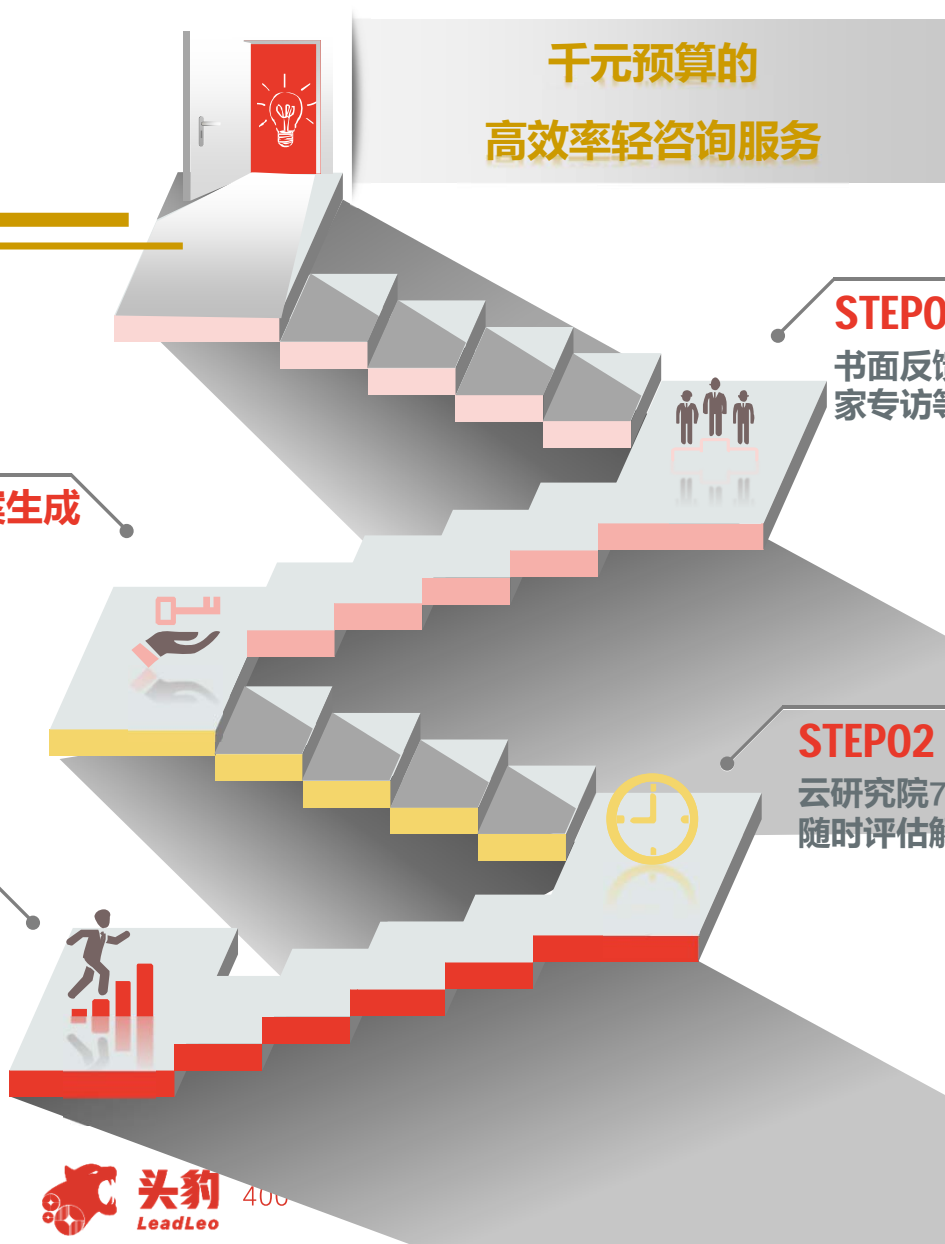 千元预算的
高效率轻咨询服务
STEP0
书面反馈
家专访等
案生成
STEP02
云研究院7
随时评估解
头豹
LeadLeo
400